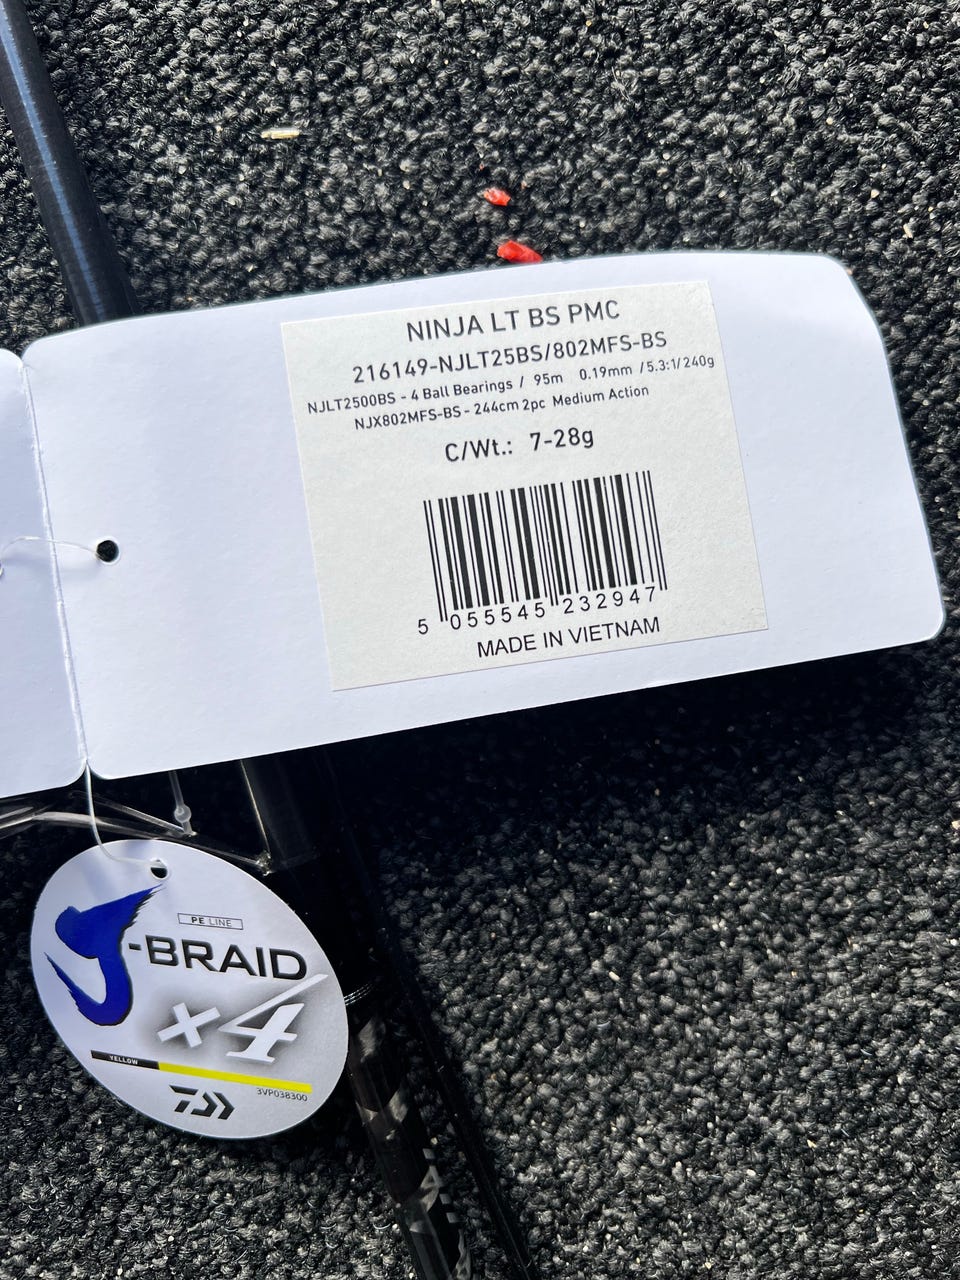 NINJA LT BS PMC
216149-NJLT25BS/802MFS-BS
NJLT2500BS - 4 Ball Bearings / 95m 0.19mm /5.3:1/240g
NJX802MFS-BS - 244cm 2pc Medium Action
C/Wt.: 7-28g
5 055545 232947
MADE IN VIETNAM
PE LINE
J-BRAID
×4
YELLOW
3VP038300